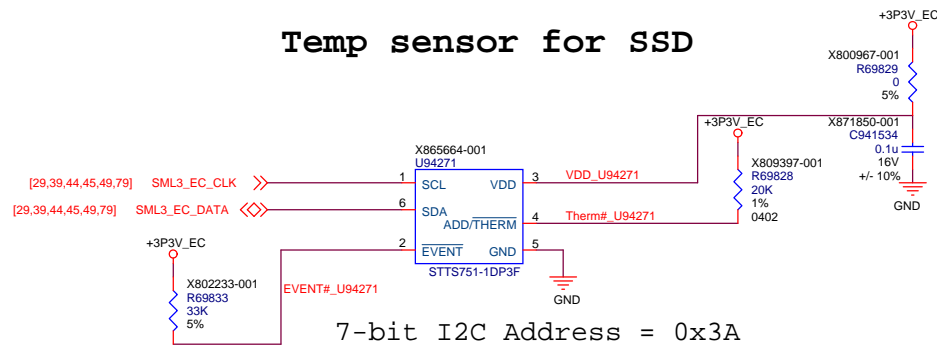 Temp sensor for SSD
+3P3V_EC
X800967-001
R69829
0
5%
X871850-001
C941534
0.1u
16V
+/- 10%
GND
+3P3V_EC
X809397-001
R69828
20K
1%
0402
X865664-001
U94271
[29,39,44,45,49,79] SML3_EC_CLK
1 SCL VDD 3 VDD_U94271
[29,39,44,45,49,79] SML3_EC_DATA
6 SDA
ADD/THERM 4 Therm#_U94271
2 EVENT GND 5
STTS751-1DP3F
GND
+3P3V_EC
X802233-001
R69833
33K
5%
EVENT#_U94271
7-bit I2C Address = 0x3A